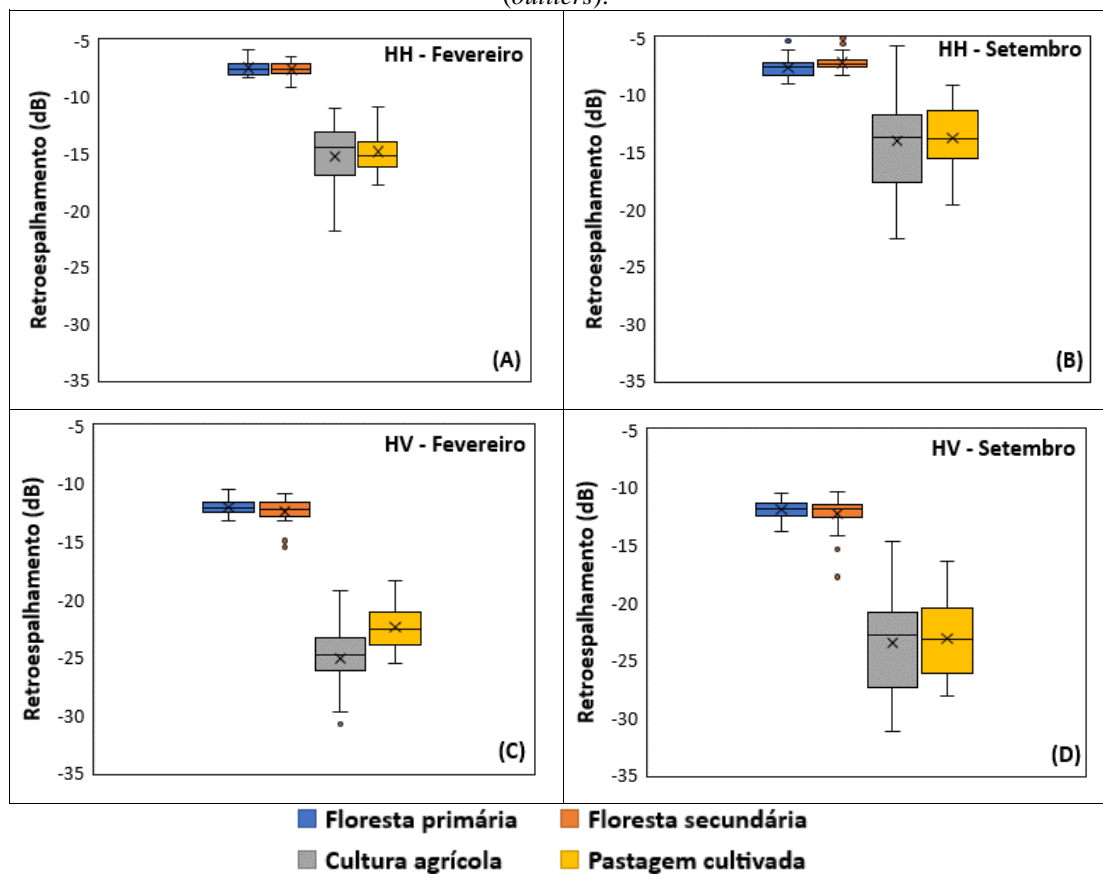 (outliers).
HH - Fevereiro
Retroespalhamento (dB)
-5
-10
-15
-20
-25
-30
-35
(A)
HH - Setembro
Retroespalhamento (dB)
-5
-10
-15
-20
-25
-30
-35
(B)
HV - Fevereiro
Retroespalhamento (dB)
-5
-10
-15
-20
-25
-30
-35
(C)
HV - Setembro
Retroespalhamento (dB)
-5
-10
-15
-20
-25
-30
-35
(D)
Floresta primária
Floresta secundária
Cultura agrícola
Pastagem cultivada